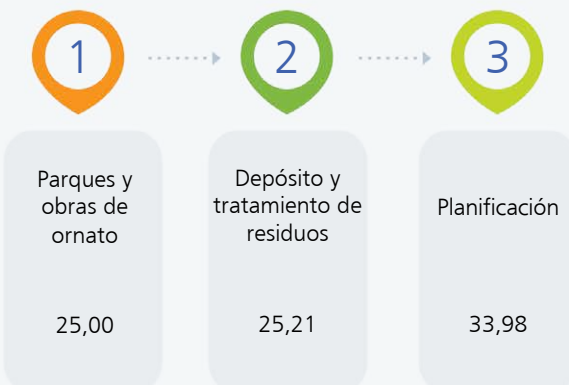 1
2
3
Parques y
obras de
ornato
25,00
Depósito y
tratamiento de
residuos
25,21
Planificación
33,98